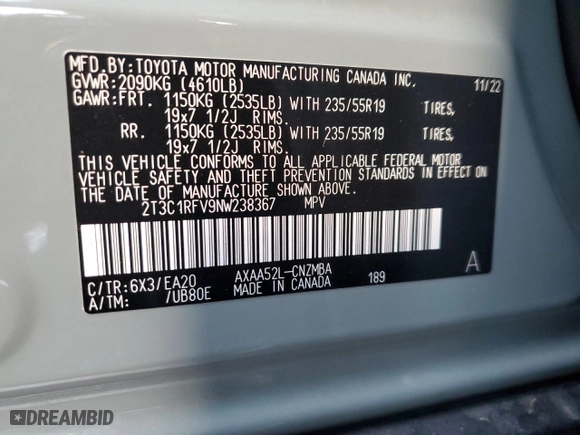 MFD.BY:TOYOTA MOTOR MANUFACTURING CANADA INC.
GVWR:2090KG (4610LB) 11/22
GAWR:FRT. 1150KG (2535LB) WITH 235/55R19 TIRES,
19x7 1/2J RIMS.
RR. 1150KG (2535LB) WITH 235/55R19 TIRES,
19x7 1/2J RIMS.
THIS VEHICLE CONFORMS TO ALL APPLICABLE FEDERAL MOTOR
VEHICLE SAFETY AND THEFT PREVENTION STANDARDS IN EFFECT ON
THE DATE OF MANUFACTURE SHOWN ABOVE.
2T3C1RFV9NW238367 MPV
C/TR:6X3/EA20 AXAA52L-CNZMBA A
A/TM: /UB80E MADE IN CANADA 189
DREAMBID